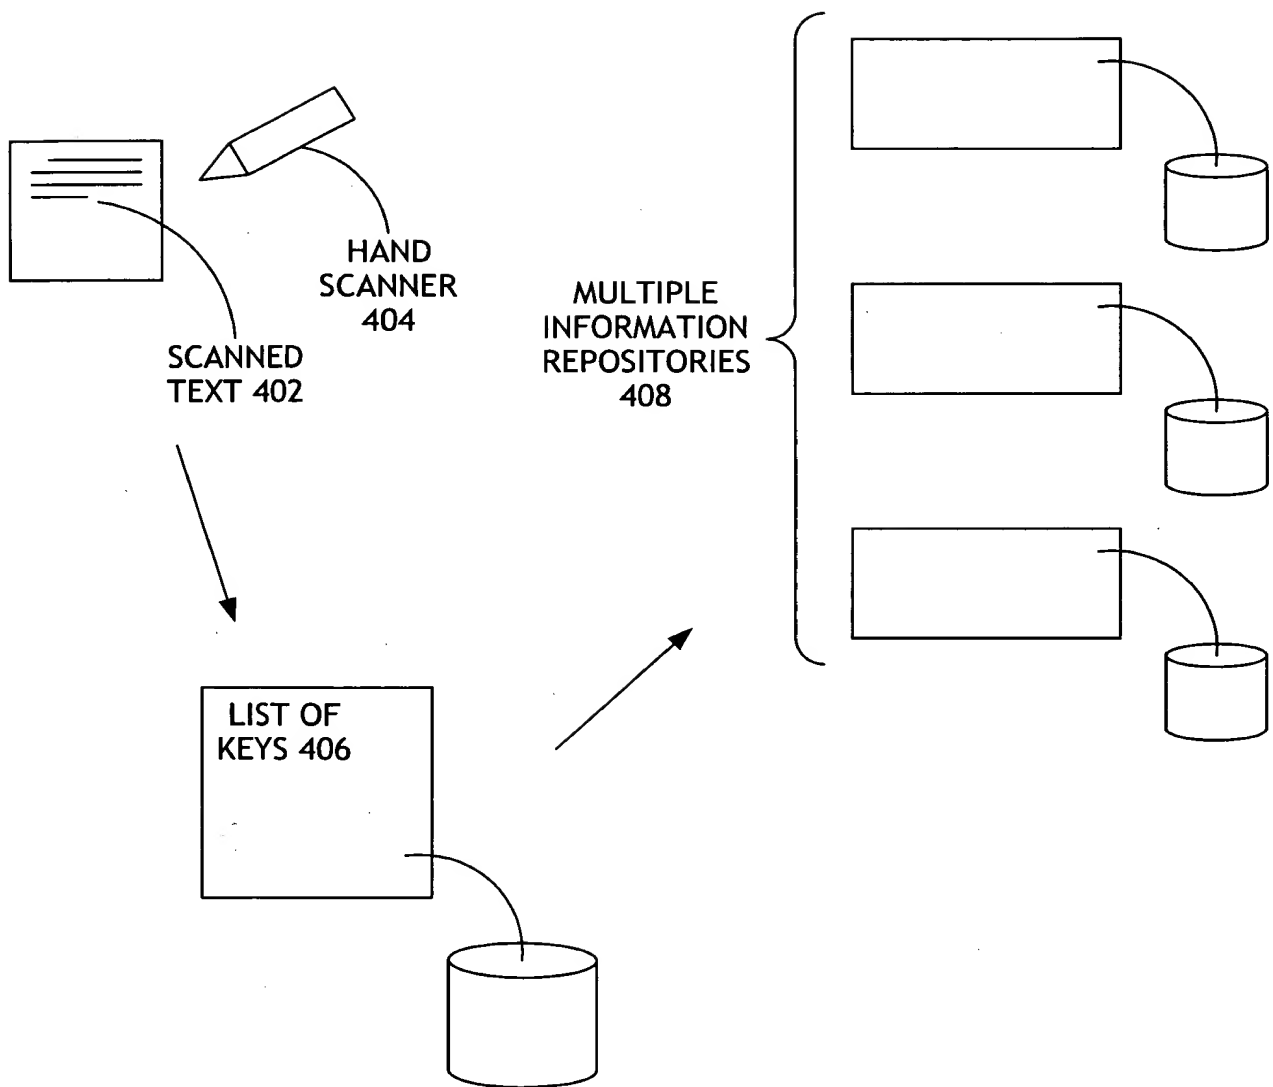 HAND
SCANNER
404
SCANNED
TEXT 402
MULTIPLE
INFORMATION
REPOSITORIES
408
LIST OF
KEYS 406